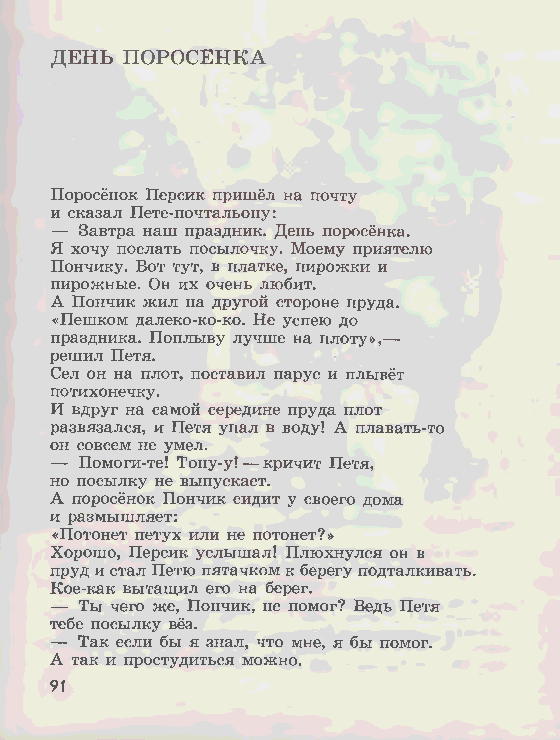 ДЕНЬ ПОРОСЁНКА
Поросёнок Персик пришёл на почту
и сказал Пете-почтальону:
— Завтра наш праздник. День поросёнка.
Я хочу послать посылочку. Моему приятелю
Пончику. Вот тут, в платке, пирожки и
пирожные. Он их очень любит.
А Пончик жил на другой стороне пруда.
«Пешком далеко-ко-ко. Не успею до
праздника. Поплыву лучше на плоту»,—
решил Петя.
Сел он на плот, поставил парус и плывёт
потихонечку.
И вдруг на самой середине пруда плот
развязался, и Петя упал в воду! А плавать-то
он совсем не умел.
— Помоги-те! Тону-у! — кричит Петя,
но посылку не выпускает.
А поросёнок Пончик сидит у своего дома
и размышляет:
«Потонет петух или не потонет?»
Хорошо, Персик услышал! Плюхнулся он в
пруд и стал Петю пятачком к берегу подталкивать.
Кое-как вытащил его на берег.
— Ты чего же, Пончик, не помог? Ведь Петя
тебе посылку вёз.
— Так если бы я знал, что мне, я бы помог.
А так и простудиться можно.
91